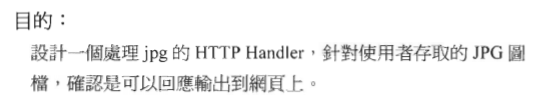 目的：
設計一個處理 jpg 的 HTTP Handler，針對使用者存取的 JPG 圖
檔，確認是可以回應輸出到網頁上。